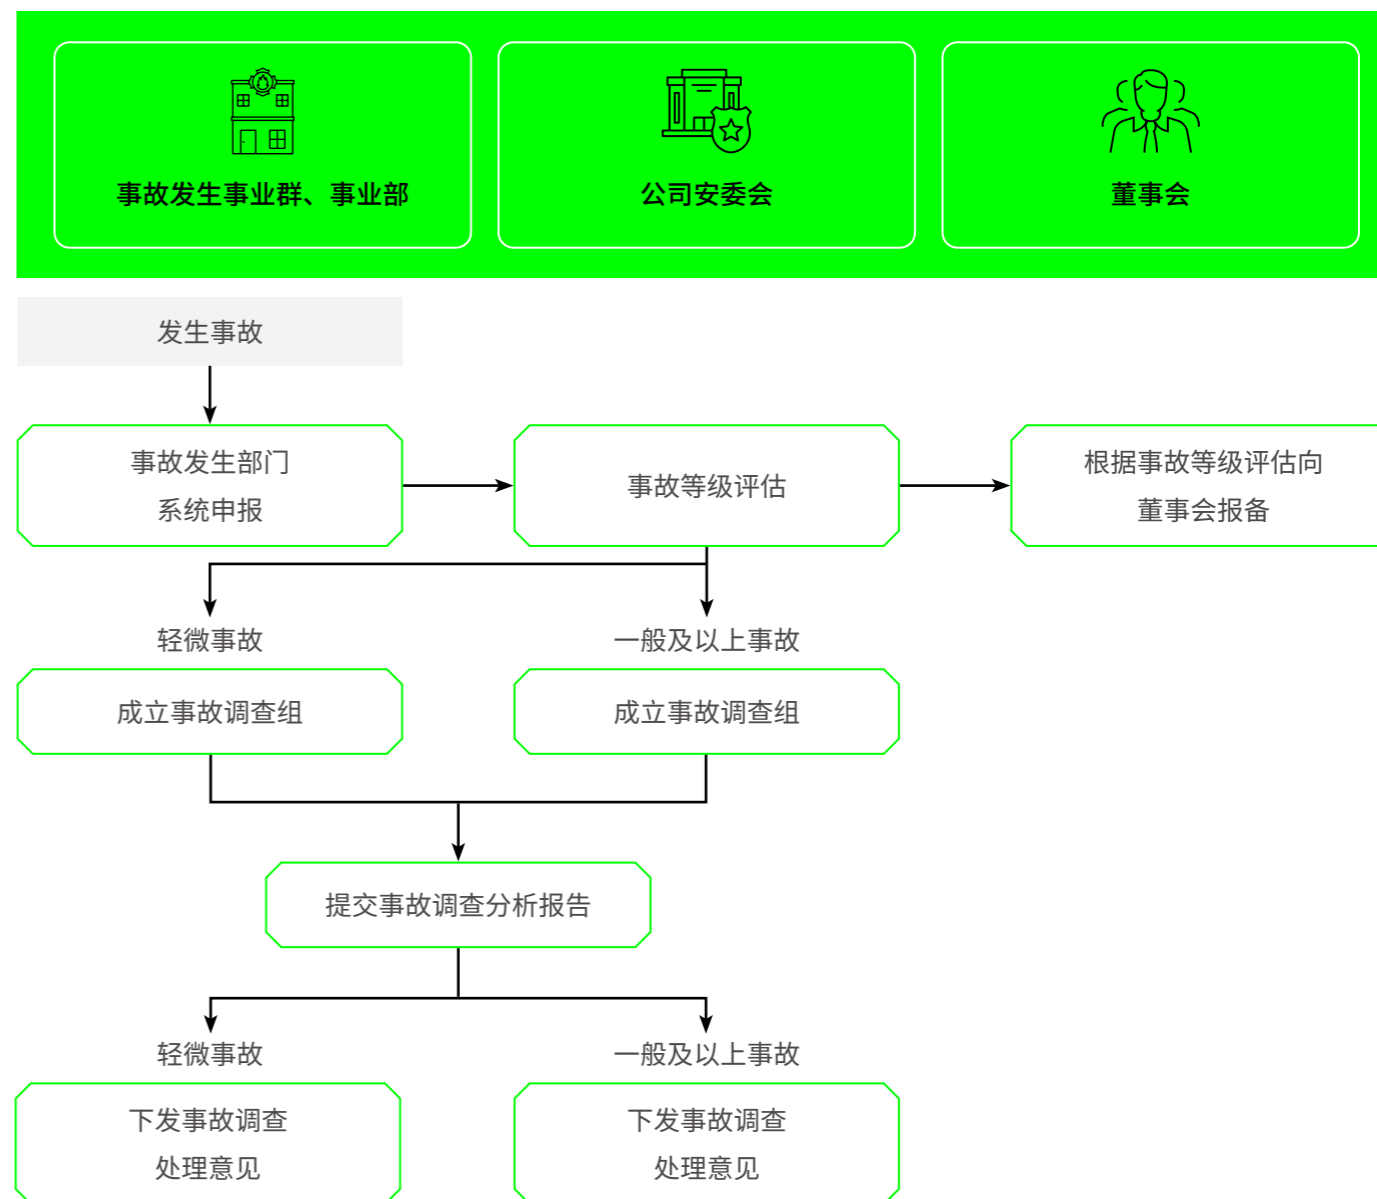 事故发生事业群、事业部
公司安委会
董事会
发生事故
事故发生部门
系统申报
事故等级评估
根据事故等级评估向
董事会报备
轻微事故
一般及以上事故
成立事故调查组
成立事故调查组
提交事故调查分析报告
轻微事故
一般及以上事故
下发事故调查
处理意见
下发事故调查
处理意见